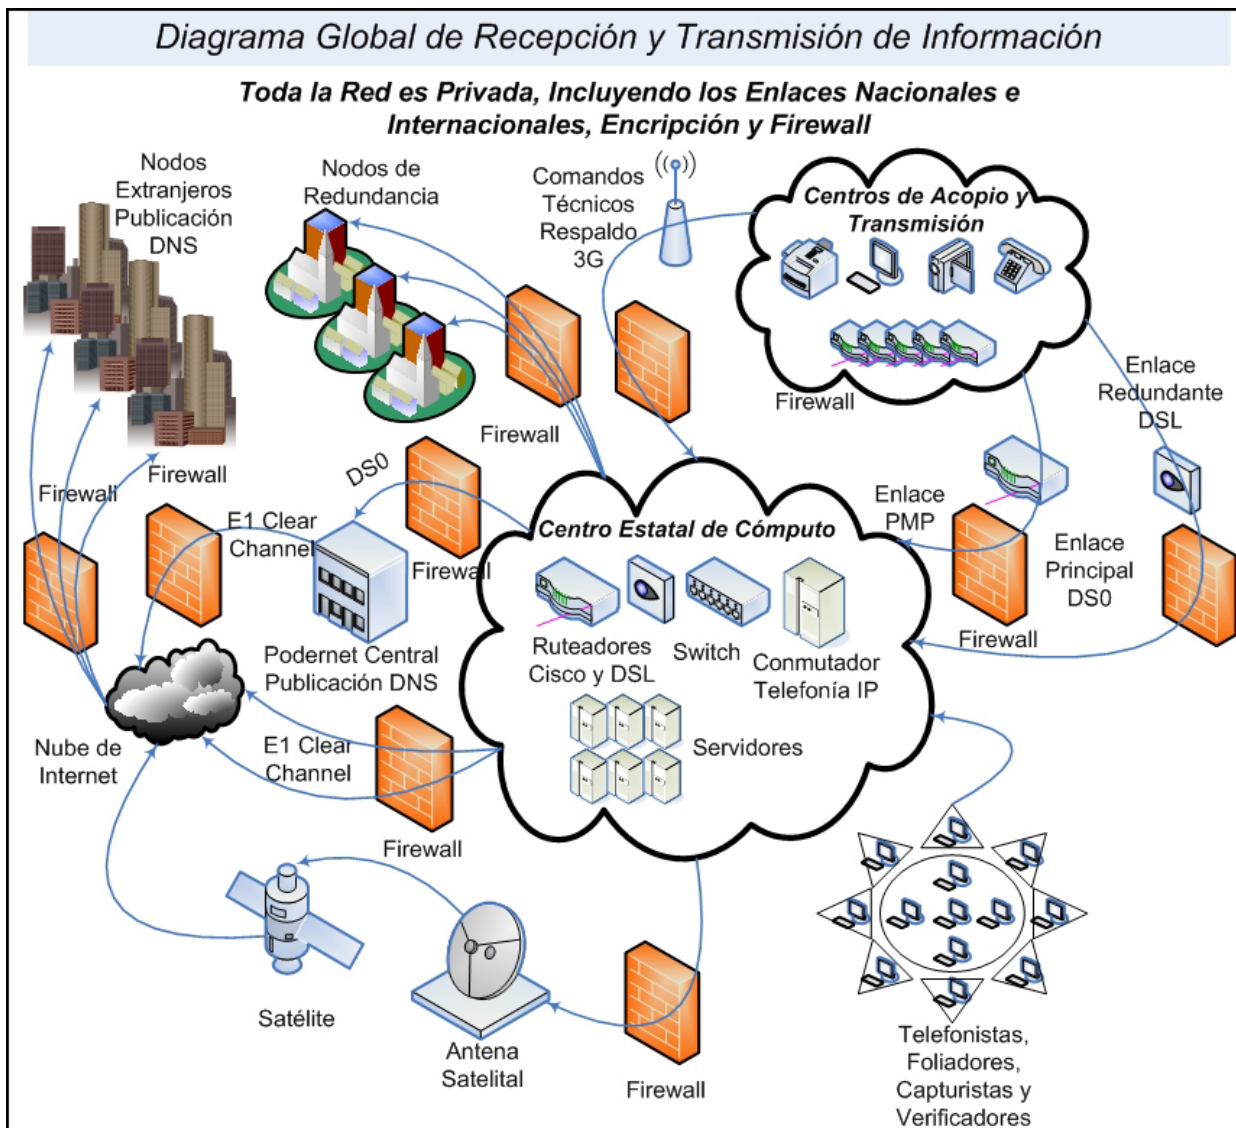 Diagrama Global de Recepción y Transmisión de Información
Toda la Red es Privada, Incluyendo los Enlaces Nacionales e
Internacionales, Encripción y Firewall
Nodos
Extranjeros
Publicación
DNS
Nodos de
Redundancia
Comandos
Técnicos
Respaldo
3G
Centros de Acopio y
Transmisión
Firewall
Enlace
Redundante
DSL
Firewall
Firewall
Firewall
DS0
E1 Clear
Channel
Firewall
Centro Estatal de Cómputo
Enlace
PMP
Enlace
Principal
DS0
Firewall
Ruteadores
Cisco y DSL
Switch
Conmutador
Telefonía IP
Servidores
Podernet Central
Publicación DNS
Nube de
Internet
E1 Clear
Channel
Firewall
Satélite
Antena
Satelital
Firewall
Telefonistas,
Foliadores,
Capturistas y
Verificadores